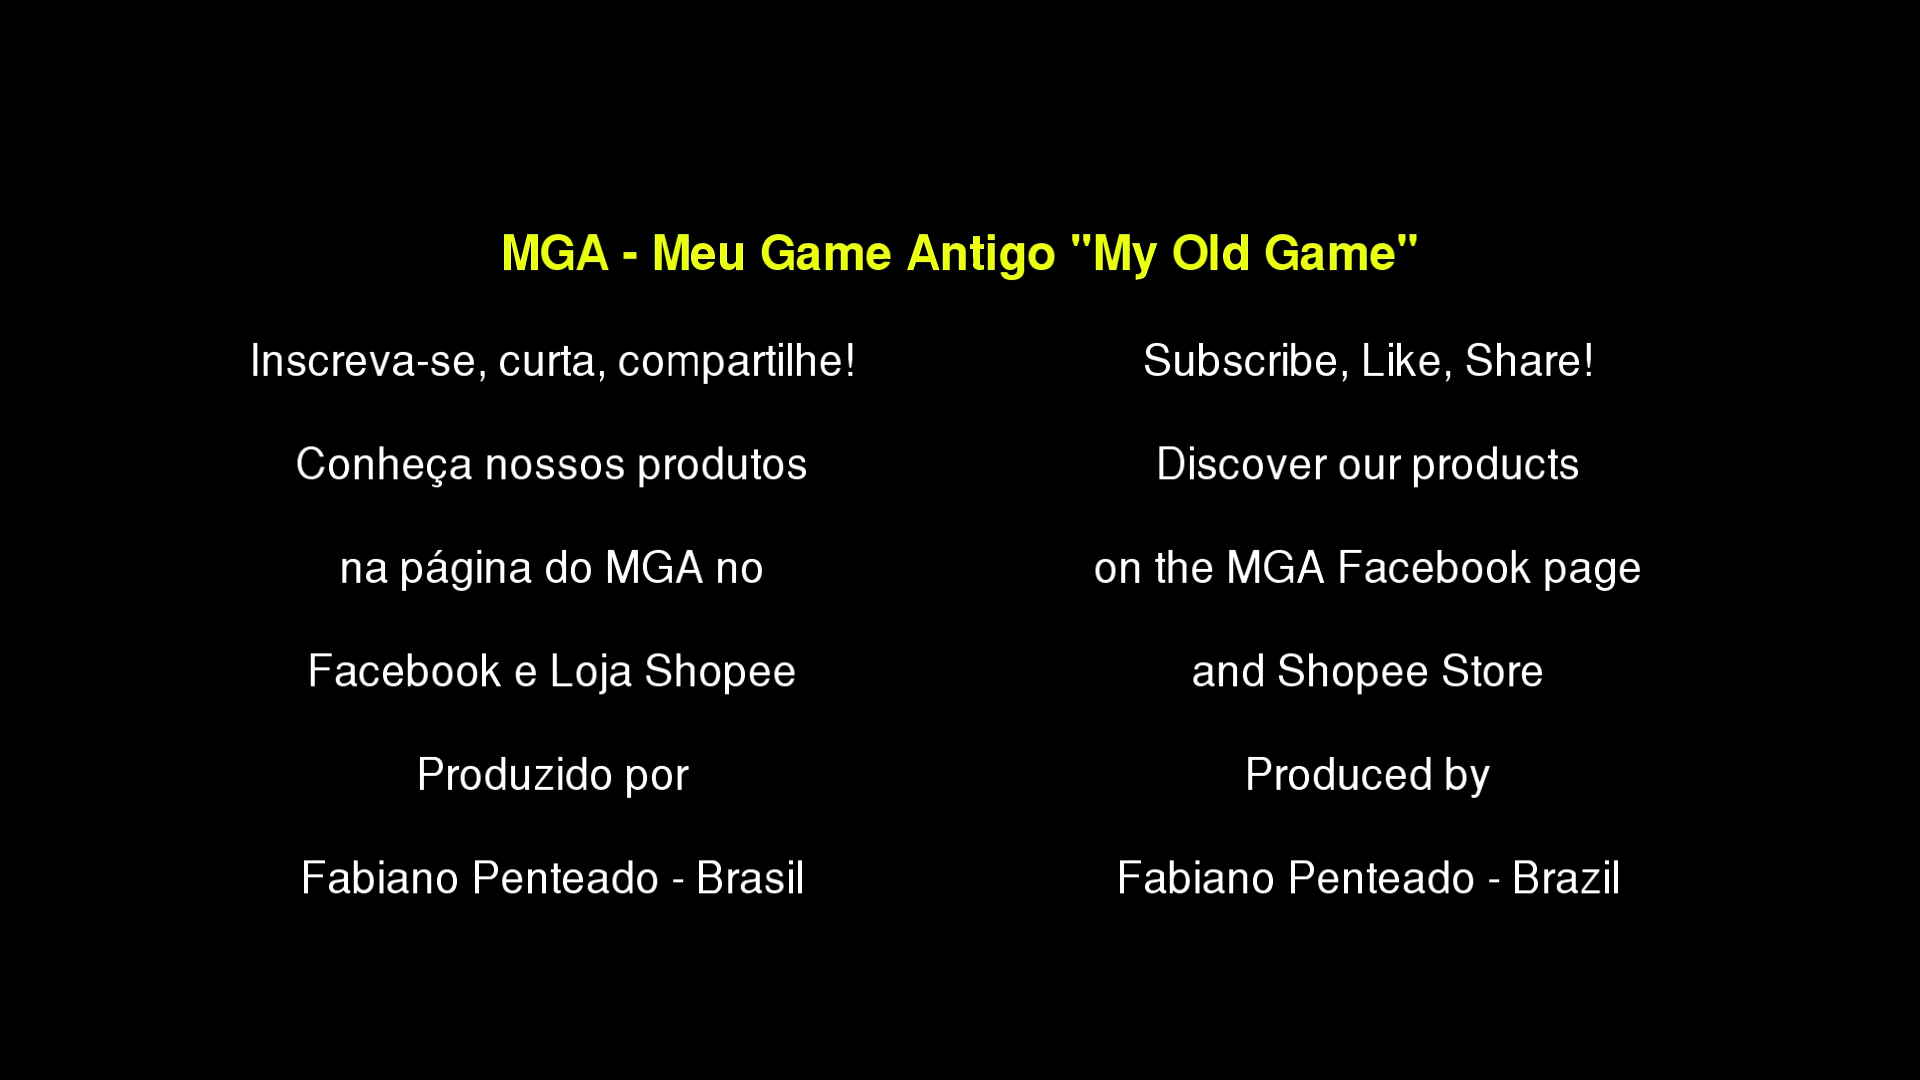 MGA - Meu Game Antigo "My Old Game"
Inscreva-se, curta, compartilhe!
Conheça nossos produtos
na página do MGA no
Facebook e Loja Shopee
Produzido por
Fabiano Penteado - Brasil
Subscribe, Like, Share!
Discover our products
on the MGA Facebook page
and Shopee Store
Produced by
Fabiano Penteado - Brazil